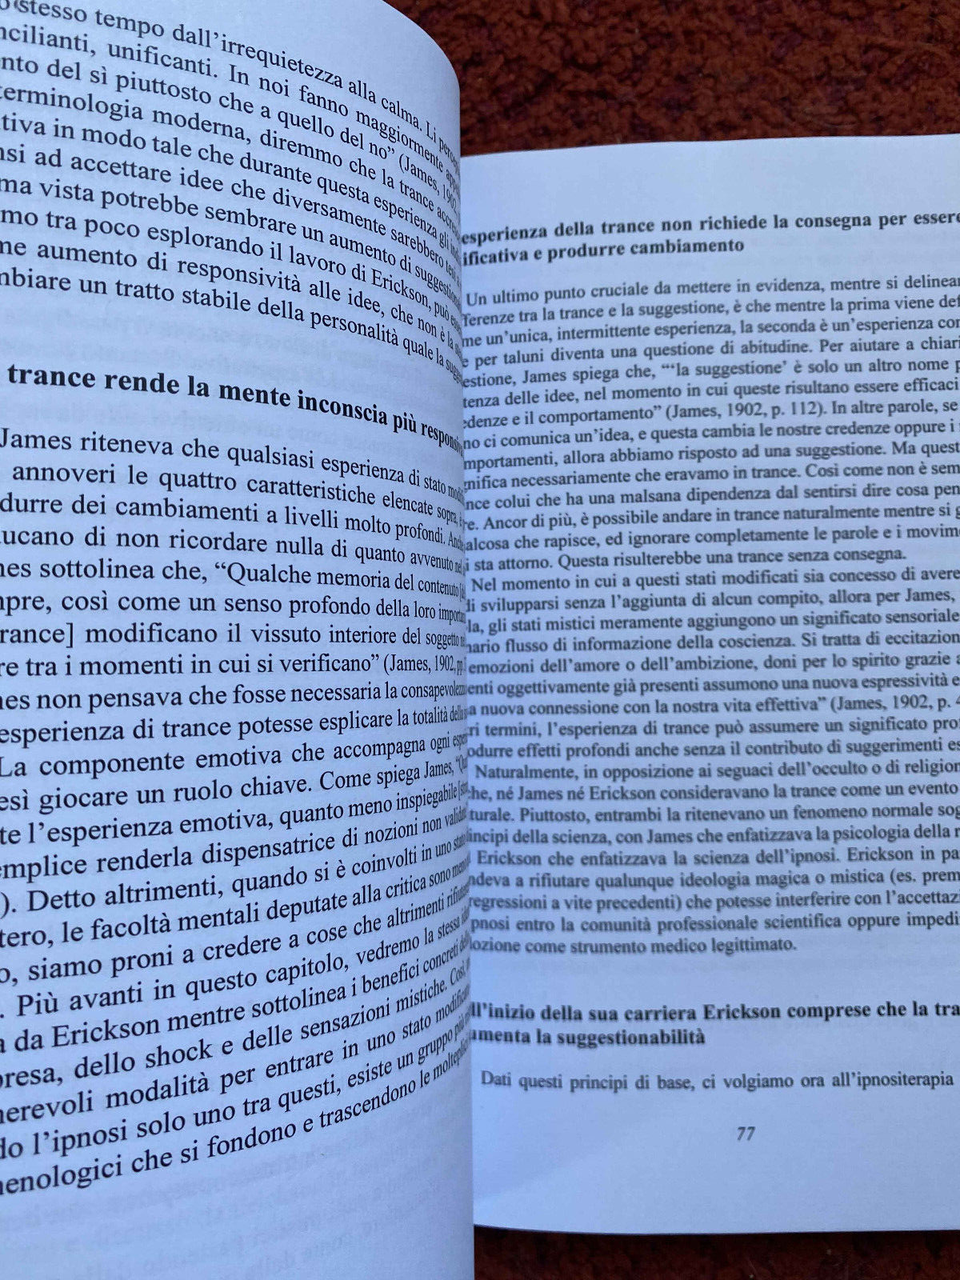 stesso tempo dall'irrequietezza alla calma. Li
ncilianti, unificanti. In noi fanno maggiormente
nto del sì piuttosto che a quello del no" (James,
terminologia moderna, diremmo che la trance
tiva in modo tale che durante questa esperienza gli
nsi ad accettare idee che diversamente sarebbero
ma vista potrebbe sembrare un aumento di
mo tra poco esplorando il lavoro di Erickson, può
me aumento di responsività alle idee, che non è la
mbiare un tratto stabile della personalità quale la
trance rende la mente inconscia più
James riteneva che qualsiasi esperienza di stato
annoveri le quattro caratteristiche elencate sopra,
durre dei cambiamenti a livelli molto profondi.
ucano di non ricordare nulla di quanto avvenuto
mes sottolinea che, "Qualche memoria del contenuto
mpre, così come un senso profondo della loro
trance] modificano il vissuto interiore del soggetto
re tra i momenti in cui si verificano" (James, 1902, pp.
mes non pensava che fosse necessaria la
esperienza di trance potesse esplicare la totalità
La componente emotiva che accompagna ogni
esì giocare un ruolo chiave. Come spiega James,
te l'esperienza emotiva, quanto meno inspiegabile
emplice renderla dispensatrice di nozioni non
). Detto altrimenti, quando si è coinvolti in uno
tero, le facoltà mentali deputate alla critica sono
o, siamo proni a credere a cose che altrimenti
. Più avanti in questo capitolo, vedremo la stessa
a da Erickson mentre sottolinea i benefici concreti
presa, dello shock e delle sensazioni mistiche.
nerevoli modalità per entrare in uno stato
do l'ipnosi solo uno tra questi, esiste un gruppo più
menologici che si fondono e trascendono le
esperienza della trance non richiede la consegna per essere
ificativa e produrre cambiamento
Un ultimo punto cruciale da mettere in evidenza, mentre si delinear
ferenze tra la trance e la suggestione, è che mentre la prima viene def
me un'unica, intermittente esperienza, la seconda è un'esperienza con
e per taluni diventa una questione di abitudine. Per aiutare a chiari
estione, James spiega che, "'la suggestione' è solo un altro nome p
tenza delle idee, nel momento in cui queste risultano essere efficaci
edenze e il comportamento" (James, 1902, p. 112). In altre parole, se
no ci comunica un'idea, e questa cambia le nostre credenze oppure i
mportamenti, allora abbiamo risposto ad una suggestione. Ma quest
gnifica necessariamente che eravamo in trance. Così come non è sem
nce colui che ha una malsana dipendenza dal sentirsi dire cosa pen
re. Ancor di più, è possibile andare in trance naturalmente mentre si g
alcosa che rapisce, ed ignorare completamente le parole e i movime
i sta attorno. Questa risulterebbe una trance senza consegna.
Nel momento in cui a questi stati modificati sia concesso di avere
di svilupparsi senza l'aggiunta di alcun compito, allora per James,
la, gli stati mistici meramente aggiungono un significato sensoriale
nario flusso di informazione della coscienza. Si tratta di eccitazion
emozioni dell'amore o dell'ambizione, doni per lo spirito grazie a
enti oggettivamente già presenti assumono una nuova espressività e
a nuova connessione con la nostra vita effettiva" (James, 1902, p. 4
ri termini, l'esperienza di trance può assumere un significato pro
odurre effetti profondi anche senza il contributo di suggerimenti es
Naturalmente, in opposizione ai seguaci dell'occulto o di religion
he, né James né Erickson consideravano la trance come un evento
turale. Piuttosto, entrambi la ritenevano un fenomeno normale sog
incipi della scienza, con James che enfatizzava la psicologia della r
Erickson che enfatizzava la scienza dell'ipnosi. Erickson in pa
ndeva a rifiutare qualunque ideologia magica o mistica (es. prem
regressioni a vite precedenti) che potesse interferire con l'accettazi
pnosi entro la comunità professionale scientifica oppure impedi
ozione come strumento medico legittimato.
ll'inizio della sua carriera Erickson comprese che la tra
umenta la suggestionabilità
Dati questi principi di base, ci volgiamo ora all'ipnositerapia
77